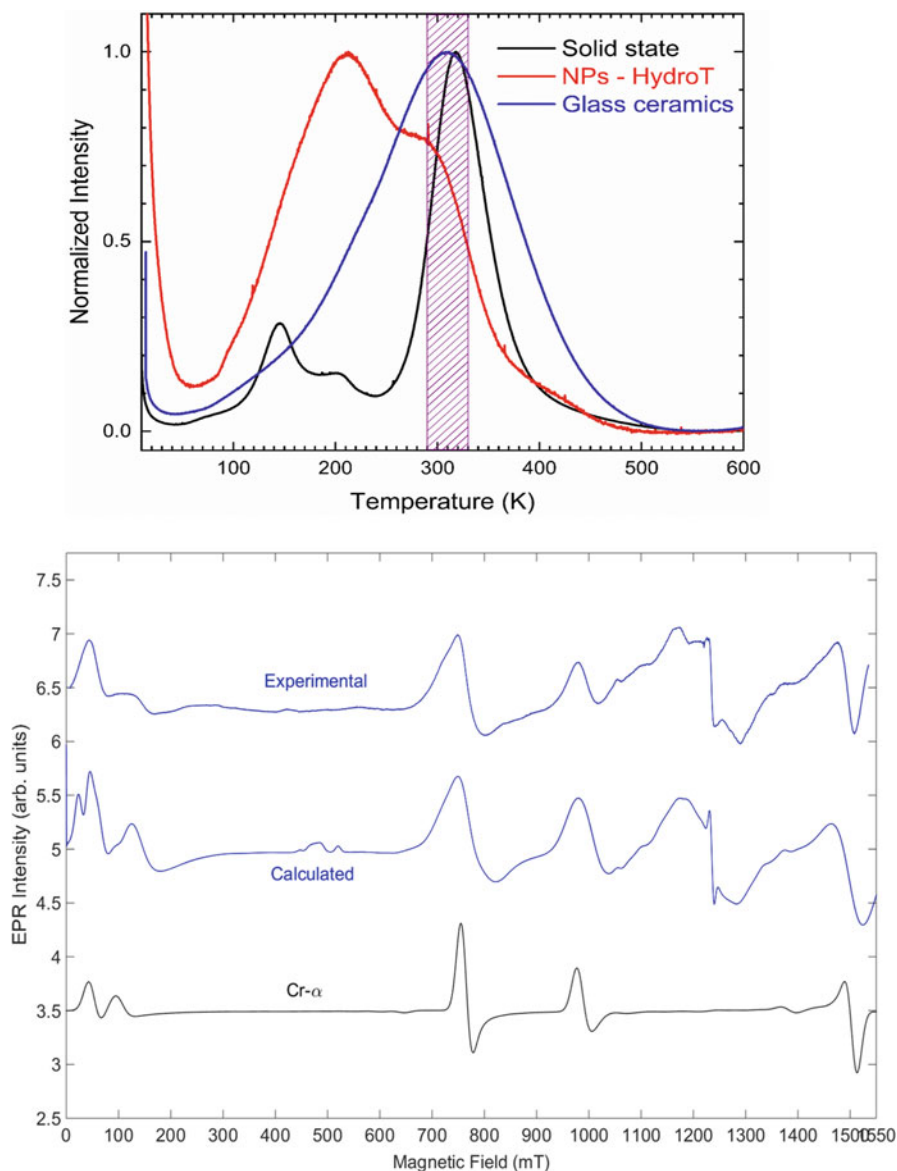 Solid state
NPs - HydroT
Glass ceramics
1.0
0.5
0.0
Normalized Intensity
100 200 300 400 500 600
Temperature (K)
7.5
7
6.5
6
5.5
5
4.5
4
3.5
3
2.5
EPR Intensity (arb. units)
Experimental
Calculated
Cr-α
0 100 200 300 400 500 600 700 800 900 1000 1100 1200 1300 1400 1500 1550
Magnetic Field (mT)